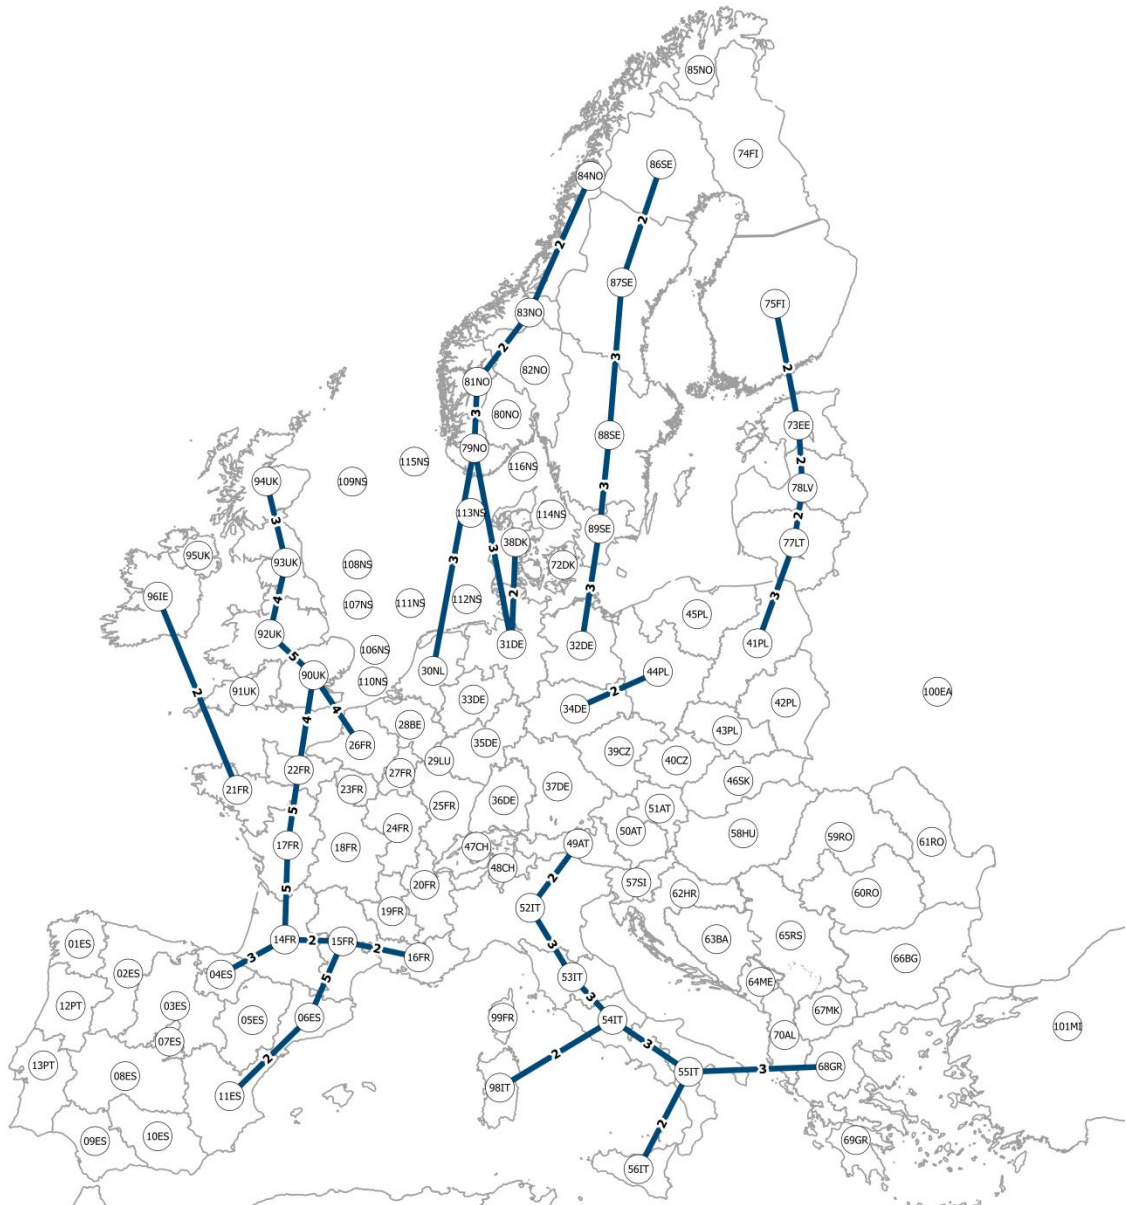 85NO
74FI
86SE
84NO
2
2
87SE
75FI
83NO
2
3
2
82NO
81NO
3
80NO
73EE
88SE
79NO
2
115NS
116NS
109NS
94UK
3
78LV
113NS
114NS
2
3
89SE
38DK
77LT
3
3
95UK
93UK
108NS
72DK
3
2
3
96IE
4
107NS
111NS
112NS
45PL
92UK
5
106NS
31DE
32DE
41PL
30NL
44PL
90UK
110NS
91UK
2
33DE
2
100EA
34DE
42PL
4
4
28BE
43PL
26FR
35DE
39CZ
40CZ
29LU
22FR
27FR
46SK
21FR
23FR
36DE
37DE
25FR
51AT
5
24FR
50AT
58HU
59RO
17FR
18FR
47CH
49AT
61RO
48CH
2
5
20FR
57SI
62HR
60RO
52IT
19FR
14FR
2
15FR
2
63BA
65RS
01ES
3
3
16FR
66BG
02ES
04ES
5
53IT
64ME
3
12PT
03ES
05ES
06ES
99FR
54IT
67MK
101MI
07ES
70AL
3
2
2
13PT
08ES
55IT
3
68GR
11ES
98IT
2
09ES
10ES
69GR
56IT